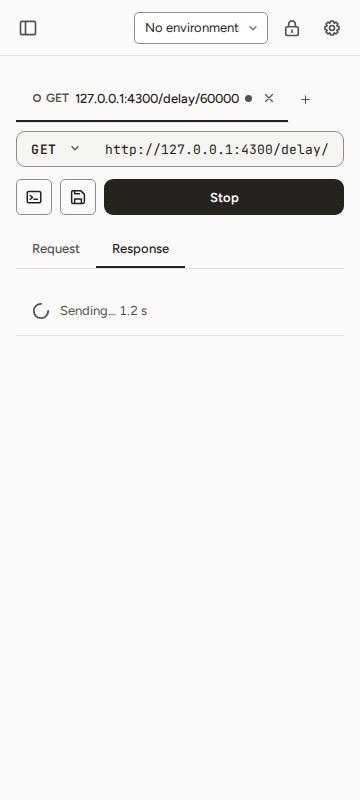 No environment
GET 127.0.0.1:4300/delay/60000
GET http://127.0.0.1:4300/delay/
Stop
Request Response
Sending... 1.2 s